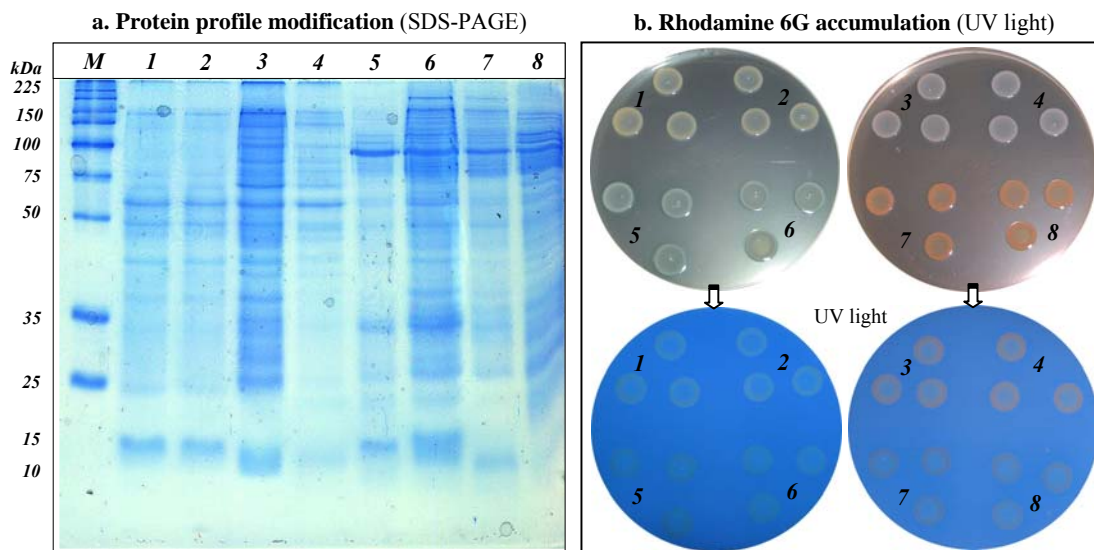 a. Protein profile modification (SDS-PAGE)
b. Rhodamine 6G accumulation (UV light)
kDa M 1 2 3 4 5 6 7 8
225
150
100
75
50
35
25
15
10
1 2 3 4
5 6 7 8
UV light
1 2 3 4
5 6 7 8